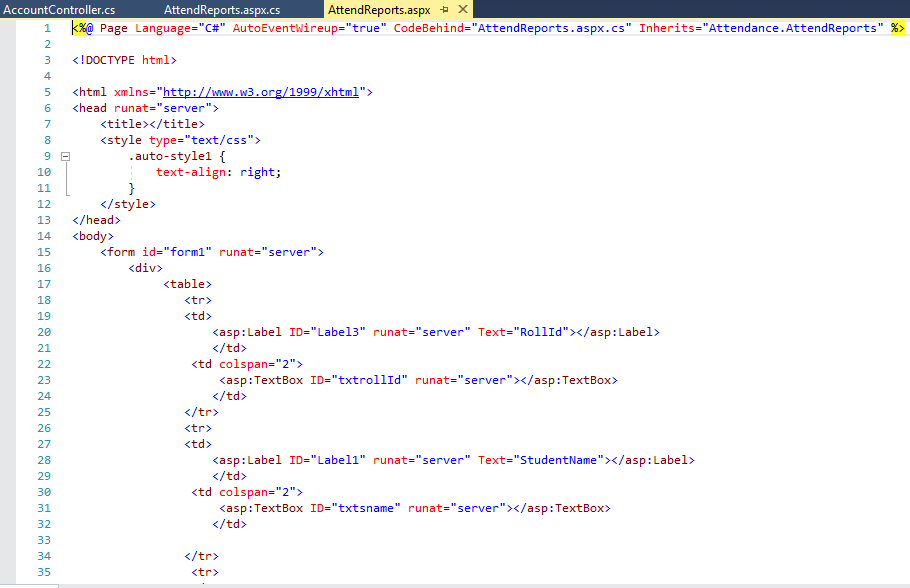 AccountController.cs AttendReports.aspx.cs AttendReports.aspx
1 <%@ Page Language="C#" AutoEventWireup="true" CodeBehind="AttendReports.aspx.cs" Inherits="Attendance.AttendReports" %>
2
3 <!DOCTYPE html>
4
5 <html xmlns="http://www.w3.org/1999/xhtml">
6 <head runat="server">
7 <title></title>
8 <style type="text/css">
9 .auto-style1 {
10 text-align: right;
11 }
12 </style>
13 </head>
14 <body>
15 <form id="form1" runat="server">
16 <div>
17 <table>
18 <tr>
19 <td>
20 <asp:Label ID="Label3" runat="server" Text="RollId"></asp:Label>
21 </td>
22 <td colspan="2">
23 <asp:TextBox ID="txtrollId" runat="server"></asp:TextBox>
24 </td>
25 </tr>
26 <tr>
27 <td>
28 <asp:Label ID="Label1" runat="server" Text="StudentName"></asp:Label>
29 </td>
30 <td colspan="2">
31 <asp:TextBox ID="txtsname" runat="server"></asp:TextBox>
32 </td>
33
34 </tr>
35 <tr>